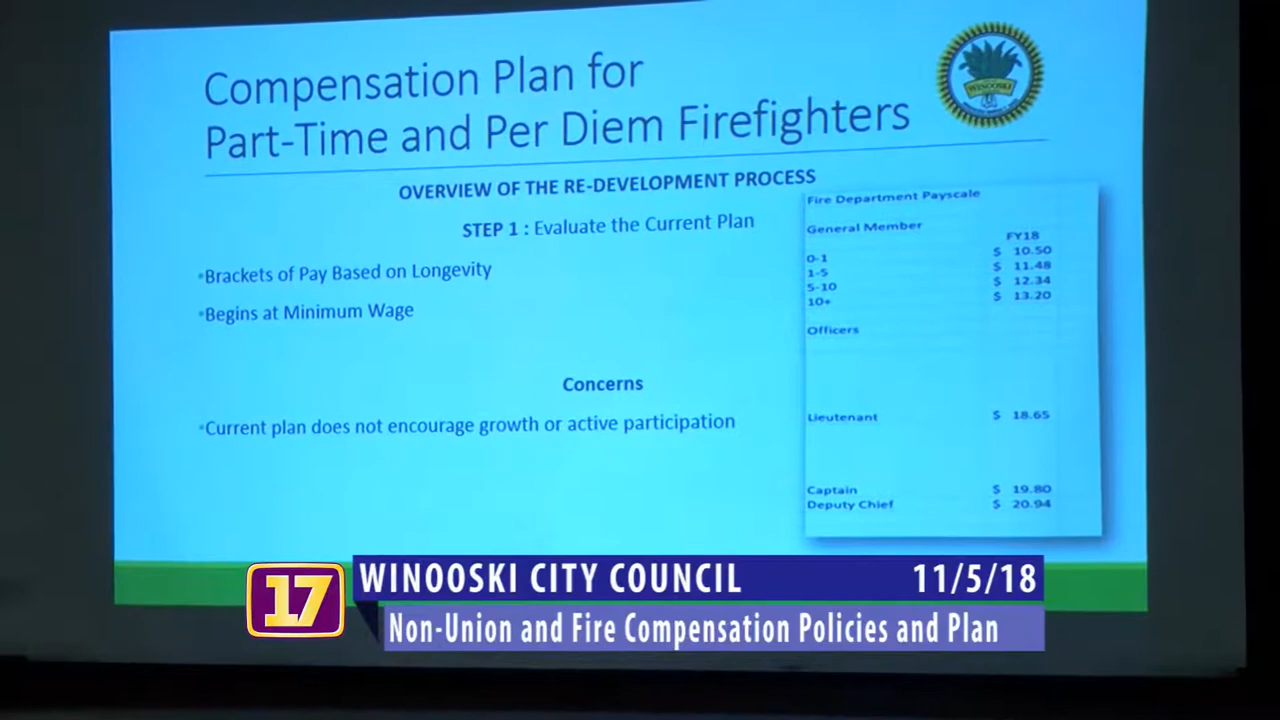 Compensation Plan for
Part-Time and Per Diem Firefighters
WINOOSKI
OVERVIEW OF THE RE-DEVELOPMENT PROCESS
STEP 1 : Evaluate the Current Plan
•Brackets of Pay Based on Longevity
•Begins at Minimum Wage
Concerns
•Current plan does not encourage growth or active participation
Fire Department Payscale
General Member
FY18
0-1 $ 10.50
1-5 $ 11.48
5-10 $ 12.34
10+ $ 13.20
Officers
Lieutenant $ 18.65
Captain $ 19.80
Deputy Chief $ 20.94
17
WINOOSKI CITY COUNCIL 11/5/18
Non-Union and Fire Compensation Policies and Plan